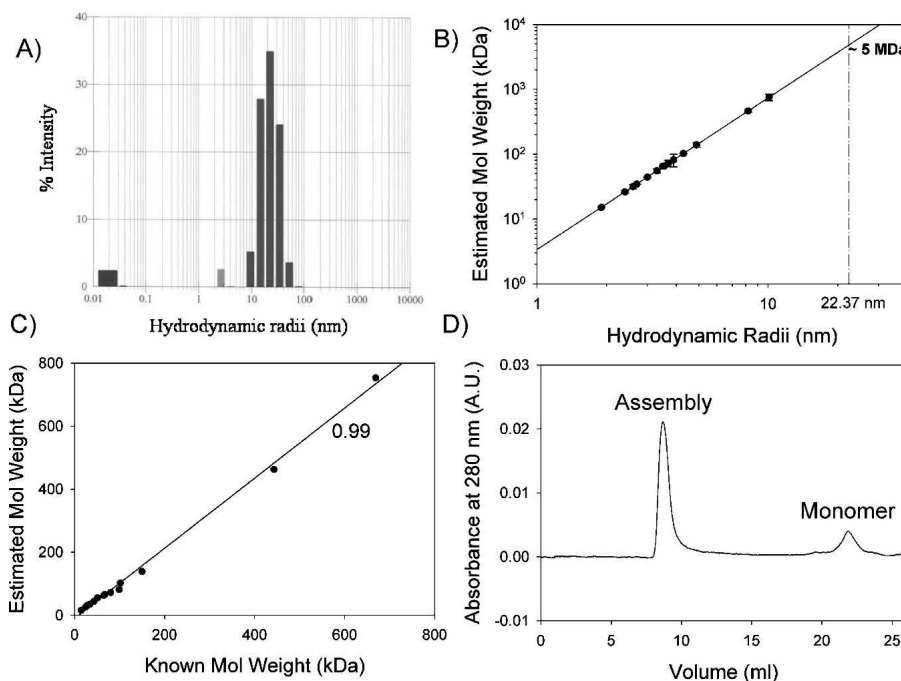 A)
40
30
20
10
0
% Intensity
0.01 0.1 1 10 100 1000 10000
Hydrodynamic radii (nm)
B)
10⁴
10³
10²
10¹
10⁰
Estimated Mol Weight (kDa)
~ 5 MDa
1 10 22.37 nm
Hydrodynamic Radii (nm)
C)
800
600
400
200
0
Estimated Mol Weight (kDa)
0.99
0 200 400 600 800
Known Mol Weight (kDa)
D)
0.03
0.02
0.01
0.00
-0.01
Absorbance at 280 nm (A.U.)
Assembly
Monomer
0 5 10 15 20 25
Volume (ml)